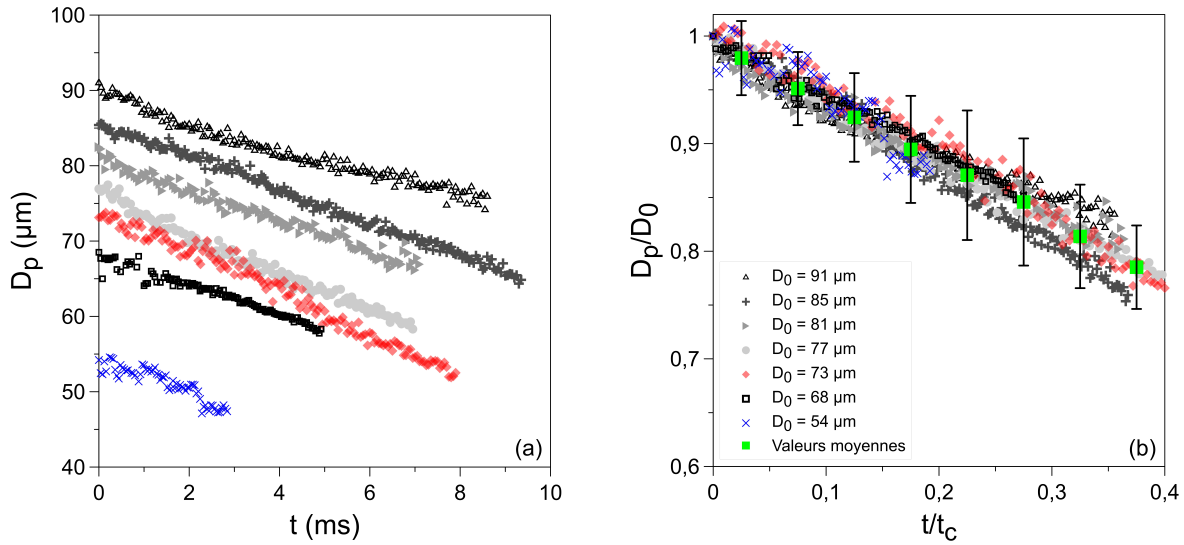 100
90
80
70
60
50
40
Dp (µm)
0
2
4
6
8
10
t (ms)
(a)
1
0,9
0,8
0,7
0,6
Dp/D0
D0 = 91 µm
D0 = 85 µm
D0 = 81 µm
D0 = 77 µm
D0 = 73 µm
D0 = 68 µm
D0 = 54 µm
Valeurs moyennes
(b)
0
0,1
0,2
0,3
0,4
t/tc